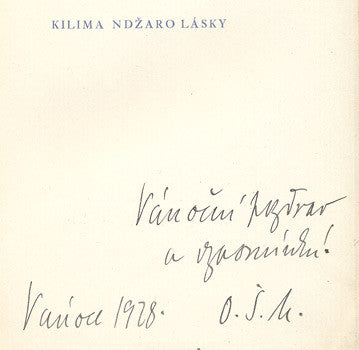 KILIMA NDŽARO LÁSKY
Vánoční pozdrav
a vzpomínku!
Vánoce 1928. O. Š. M.